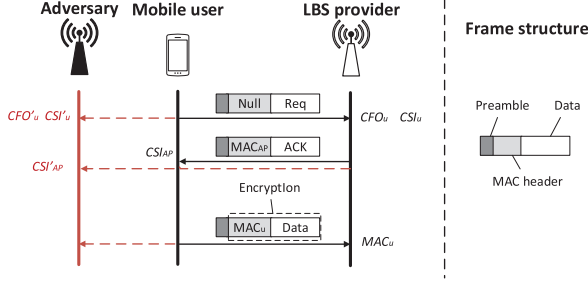 Adversary Mobile user LBS provider
Frame structure
Null Req
CFO'u CSI'u
CFOu CSIu
Preamble Data
MAC header
CSIAP
MACAP ACK
CSI'AP
Encryption
MACu Data
MACu